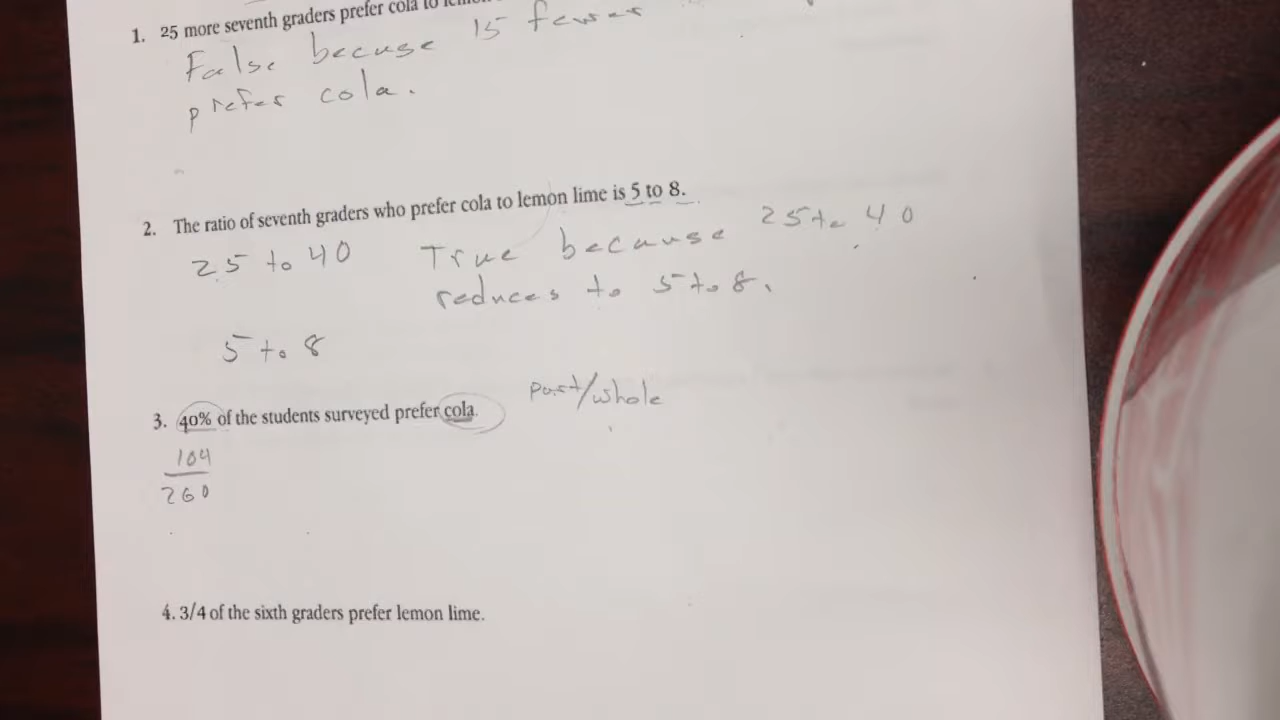 1. 25 more seventh graders prefer cola to
False because 15 fewer
prefer cola.
2. The ratio of seventh graders who prefer cola to lemon lime is 5 to 8.
25 to 40 True because 25 to 40
reduces to 5 to 8.
5 to 8
part/whole
3. 40% of the students surveyed prefer cola.
104
260
4. 3/4 of the sixth graders prefer lemon lime.